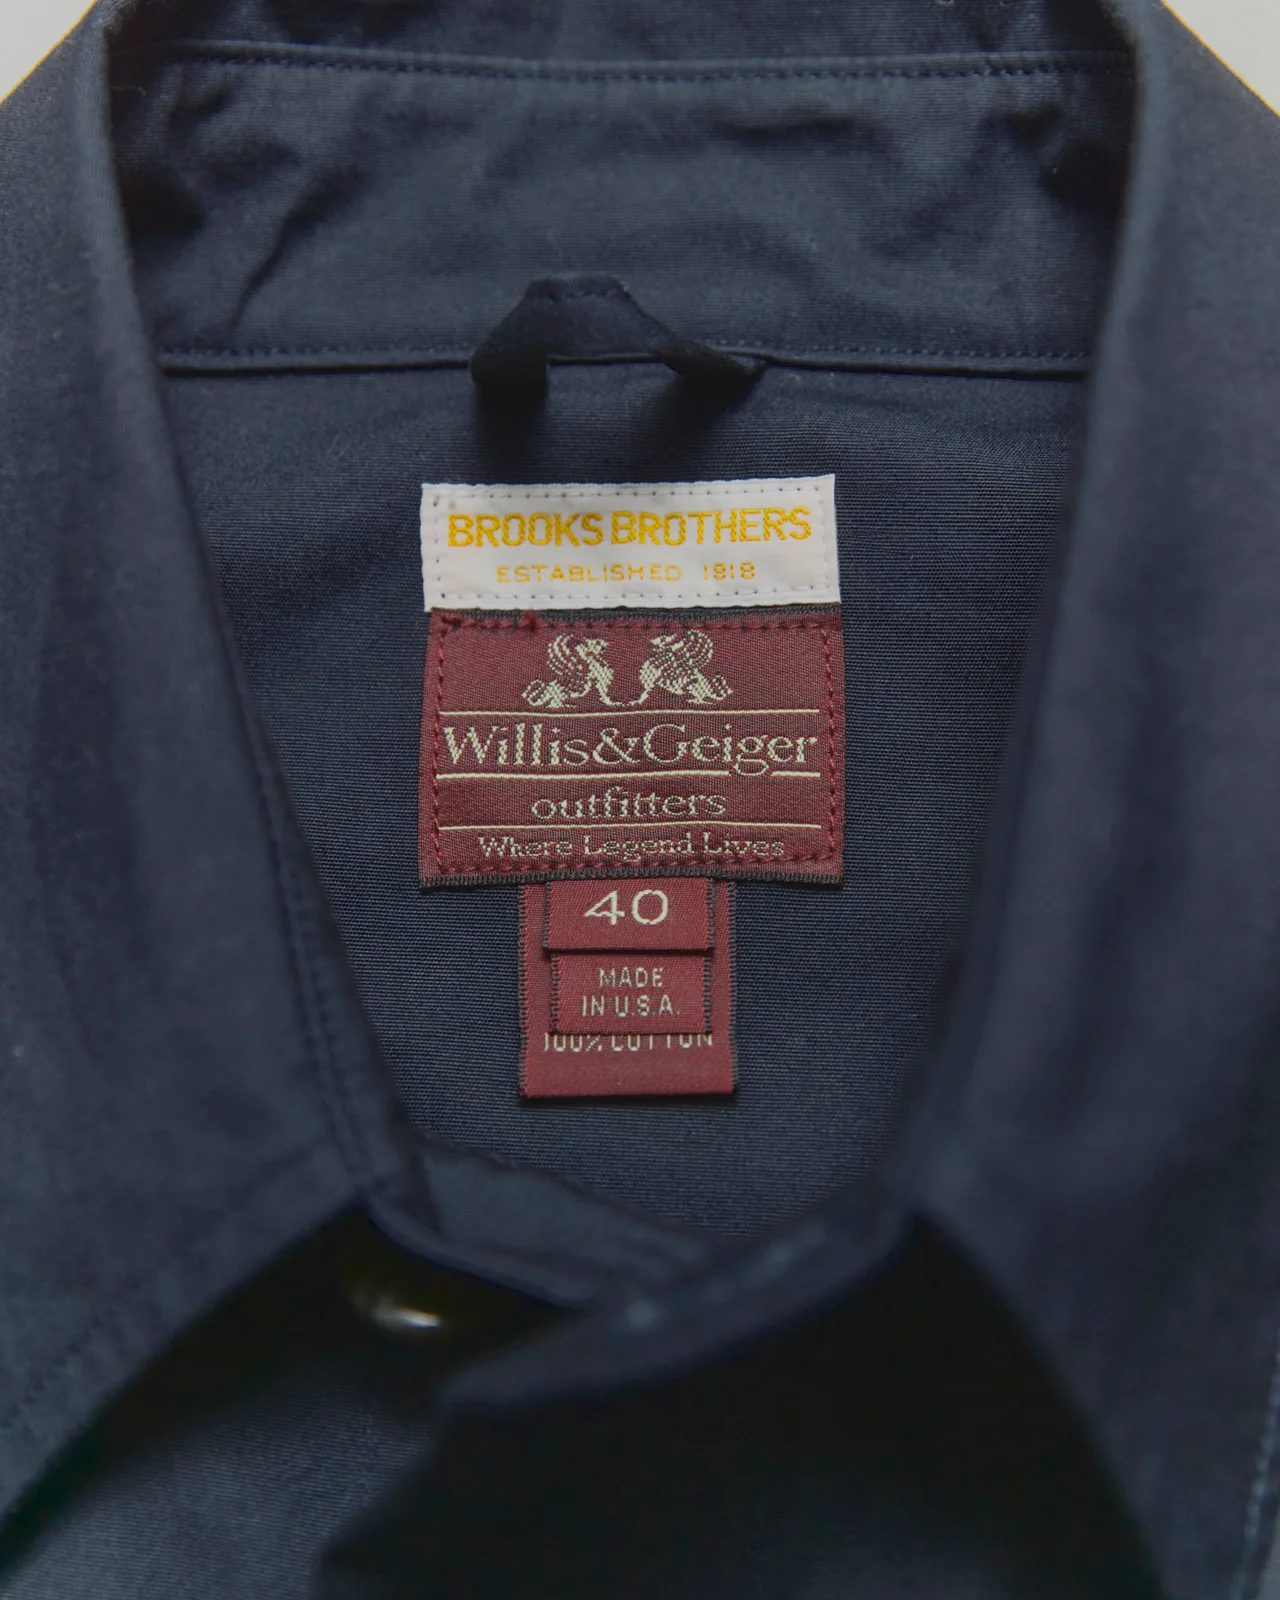 BROOKS BROTHERS
ESTABLISHED 1818
Willis&Geiger
outfitters
Where Legend Lives
40
MADE
IN U.S.A.
100% COTTON